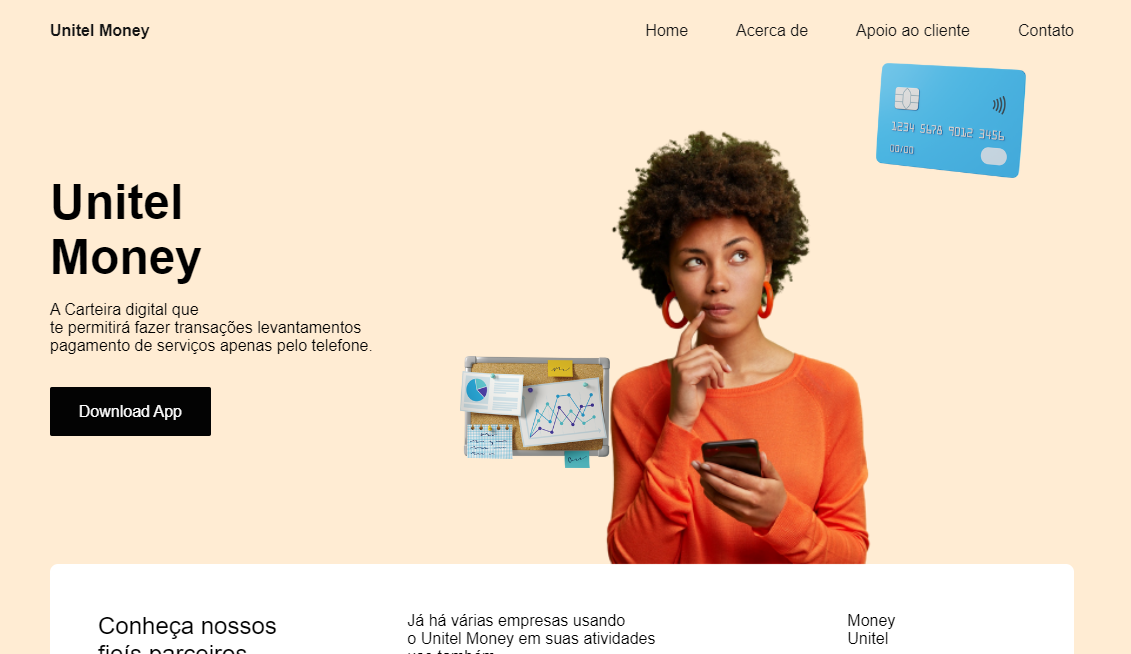 Unitel Money
Home Acerca de Apoio ao cliente Contato
1234 5678 9012 3456
00/00
Unitel
Money
A Carteira digital que
te permitirá fazer transações levantamentos
pagamento de serviços apenas pelo telefone.
Download App
Conheça nossos
fieís parceiros
Já há várias empresas usando
o Unitel Money em suas atividades
Money
Unitel